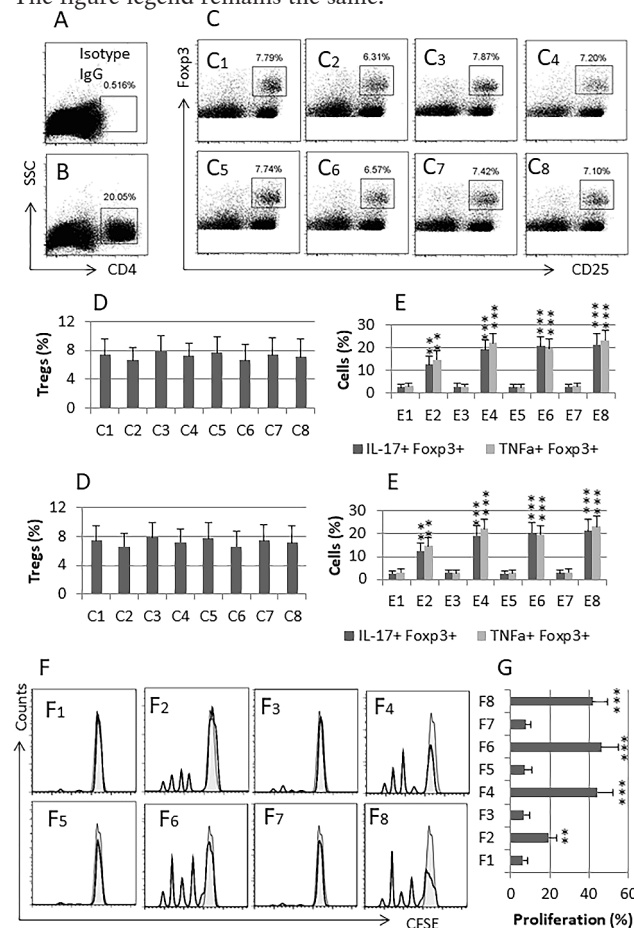 The figure legend remains the same.
A
Isotype
IgG
0.516%
B
20.05%
SSC
CD4
C
Foxp3
C1
7.79%
C2
6.31%
C3
7.87%
C4
7.20%
C5
7.74%
C6
6.57%
C7
7.42%
C8
7.10%
CD25
D
Tregs (%)
12
8
4
0
C1 C2 C3 C4 C5 C6 C7 C8
E
Cells (%)
30
20
10
0
** ** *** *** *** *** *** ***
E1 E2 E3 E4 E5 E6 E7 E8
IL-17+ Foxp3+ TNFa+ Foxp3+
D
Tregs (%)
12
8
4
0
C1 C2 C3 C4 C5 C6 C7 C8
E
Cells (%)
30
20
10
0
** ** *** *** *** *** *** ***
E1 E2 E3 E4 E5 E6 E7 E8
IL-17+ Foxp3+ TNFa+ Foxp3+
F
Counts
F1 F2 F3 F4
F5 F6 F7 F8
CFSE
G
F8 ***
F7
F6 ***
F5
F4 ***
F3
F2 **
F1
0 20 40 60
Proliferation (%)